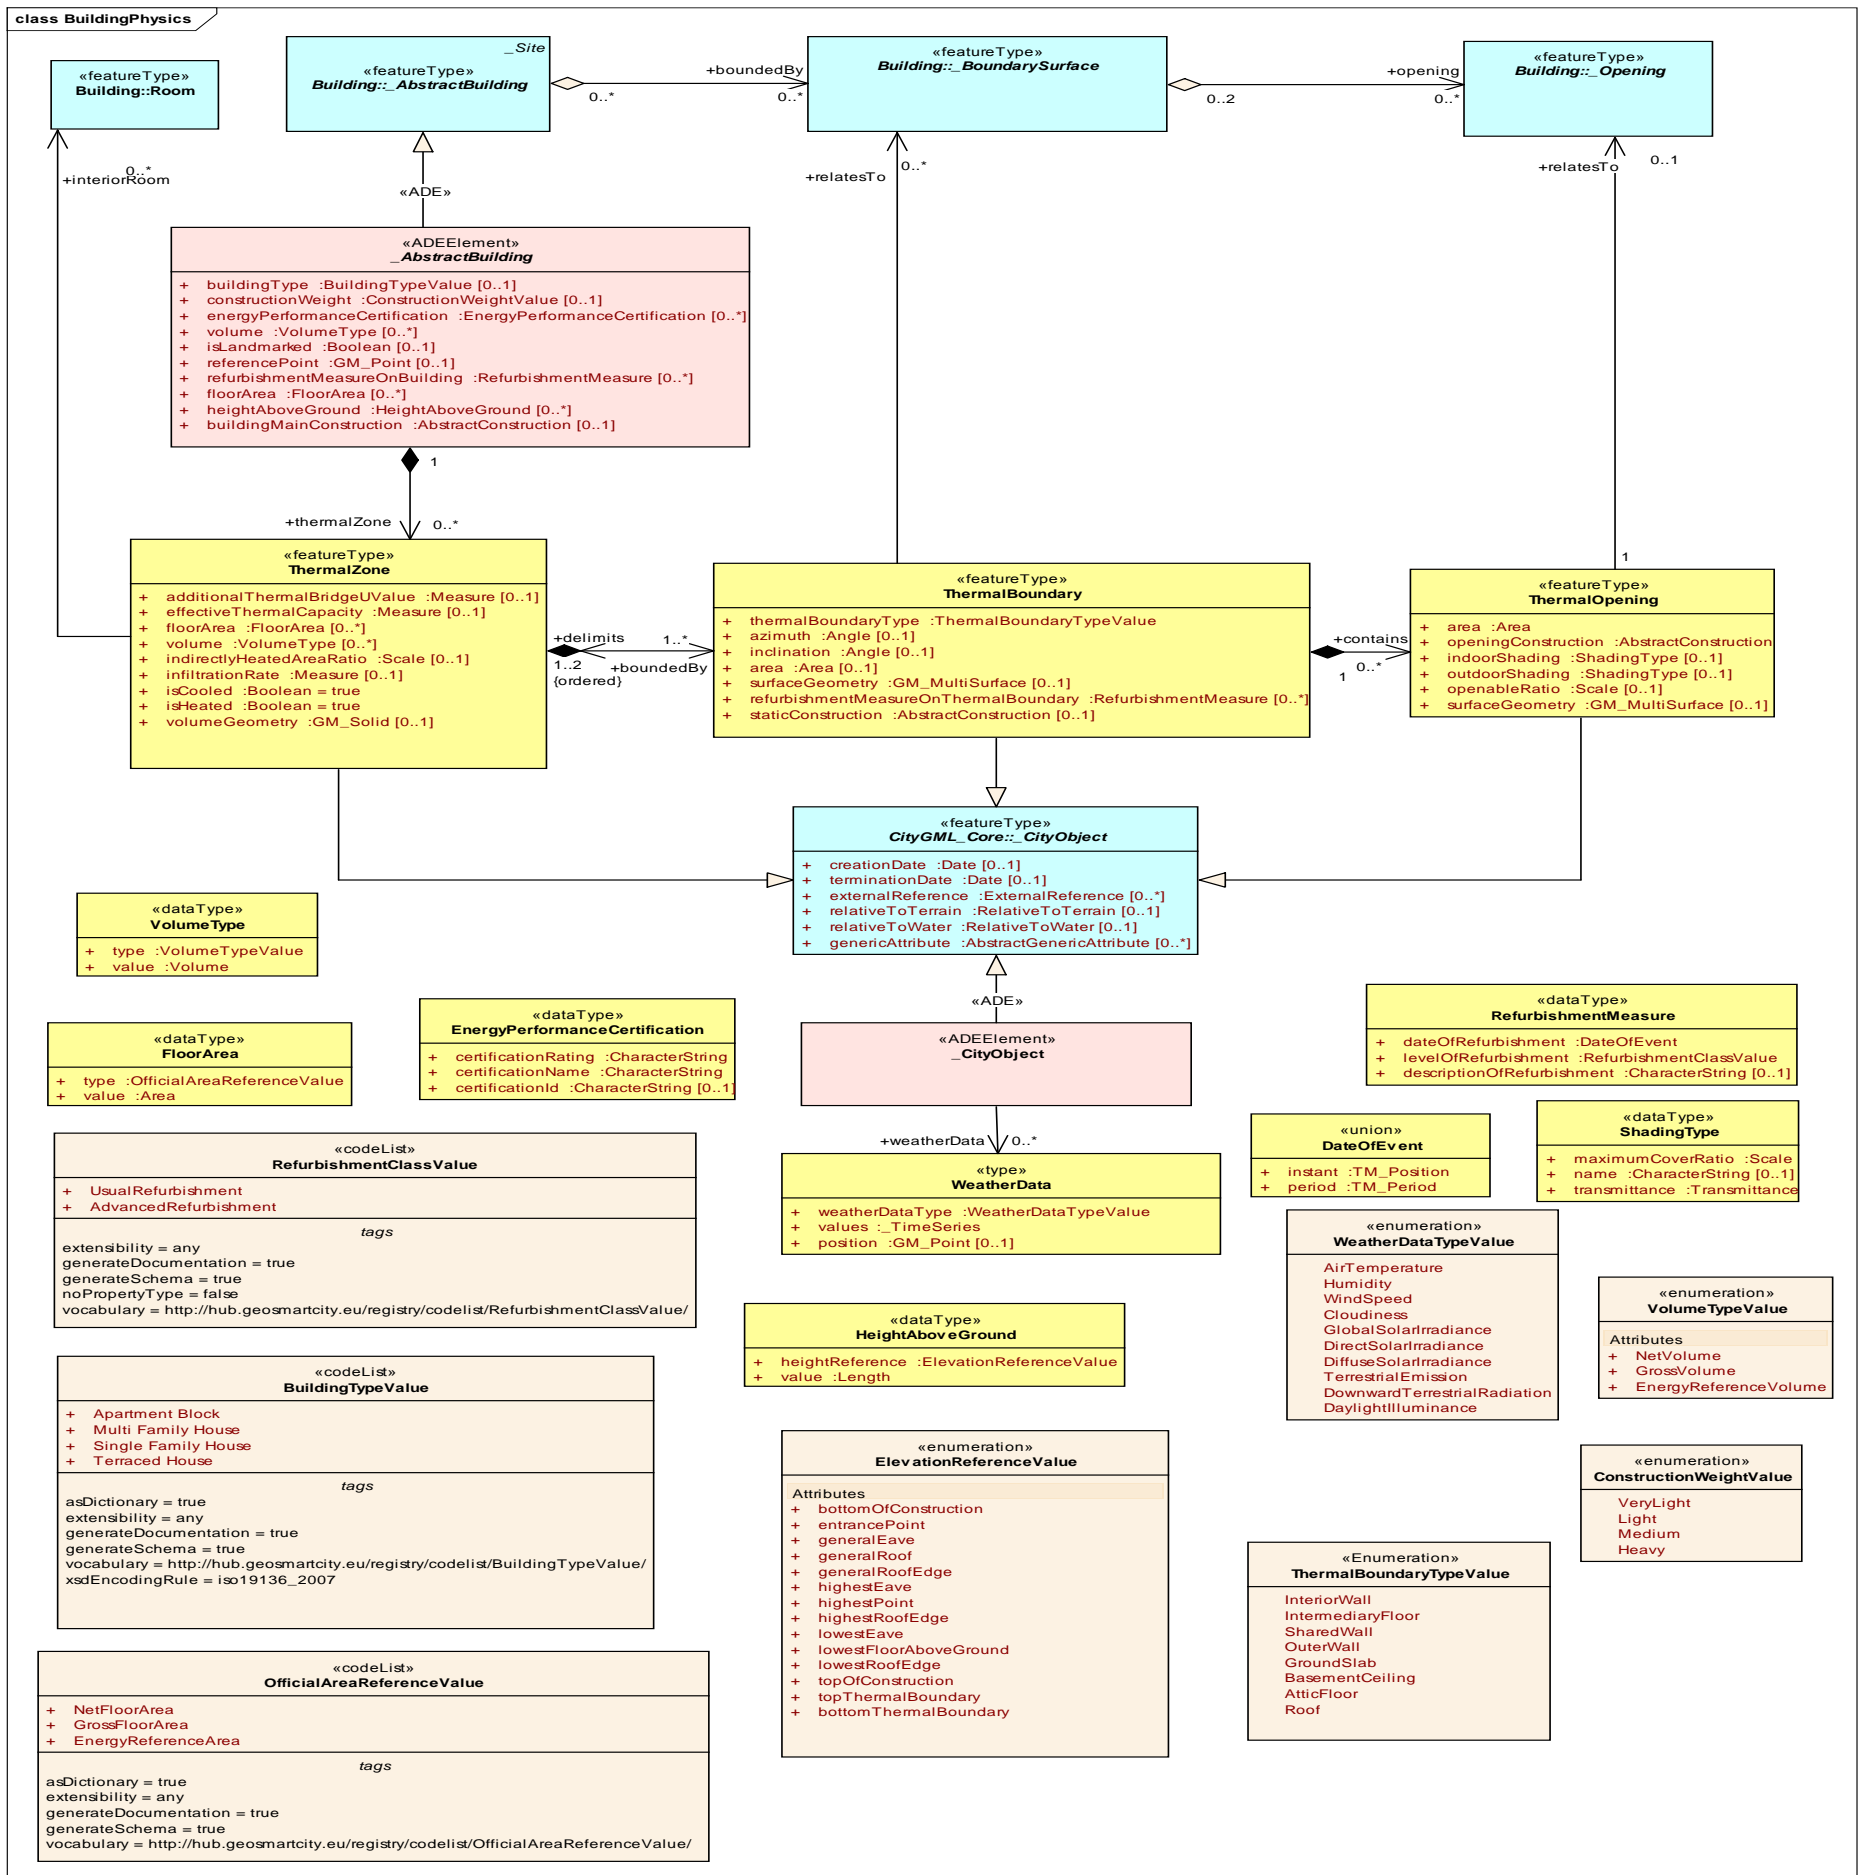 class BuildingPhysics
«featureType»
Building::Room
_Site
«featureType»
Building::_AbstractBuilding
0..*
+boundedBy
0..*
«featureType»
Building::_BoundarySurface
0..2
+opening
0..*
«featureType»
Building::_Opening
0..*
+interiorRoom
«ADE»
0..*
+relatesTo
0..1
+relatesTo
«ADEElement»
_AbstractBuilding
+ buildingType :BuildingTypeValue [0..1]
+ constructionWeight :ConstructionWeightValue [0..1]
+ energyPerformanceCertification :EnergyPerformanceCertification [0..*]
+ volume :VolumeType [0..*]
+ isLandmarked :Boolean [0..1]
+ referencePoint :GM_Point [0..1]
+ refurbishmentMeasureOnBuilding :RefurbishmentMeasure [0..*]
+ floorArea :FloorArea [0..*]
+ heightAboveGround :HeightAboveGround [0..*]
+ buildingMainConstruction :AbstractConstruction [0..1]
1
+thermalZone
0..*
«featureType»
ThermalZone
+ additionalThermalBridgeUValue :Measure [0..1]
+ effectiveThermalCapacity :Measure [0..1]
+ floorArea :FloorArea [0..*]
+ volume :VolumeType [0..*]
+ indirectlyHeatedAreaRatio :Scale [0..1]
+ infiltrationRate :Measure [0..1]
+ isCooled :Boolean = true
+ isHeated :Boolean = true
+ volumeGeometry :GM_Solid [0..1]
+delimits
1..*
1..2
+boundedBy
{ordered}
«featureType»
ThermalBoundary
+ thermalBoundaryType :ThermalBoundaryTypeValue
+ azimuth :Angle [0..1]
+ inclination :Angle [0..1]
+ area :Area [0..1]
+ surfaceGeometry :GM_MultiSurface [0..1]
+ refurbishmentMeasureOnThermalBoundary :RefurbishmentMeasure [0..*]
+ staticConstruction :AbstractConstruction [0..1]
+contains
0..*
1
1
«featureType»
ThermalOpening
+ area :Area
+ openingConstruction :AbstractConstruction
+ indoorShading :ShadingType [0..1]
+ outdoorShading :ShadingType [0..1]
+ openableRatio :Scale [0..1]
+ surfaceGeometry :GM_MultiSurface [0..1]
«featureType»
CityGML_Core::_CityObject
+ creationDate :Date [0..1]
+ terminationDate :Date [0..1]
+ externalReference :ExternalReference [0..*]
+ relativeToTerrain :RelativeToTerrain [0..1]
+ relativeToWater :RelativeToWater [0..1]
+ genericAttribute :AbstractGenericAttribute [0..*]
«dataType»
VolumeType
+ type :VolumeTypeValue
+ value :Volume
«ADE»
«dataType»
FloorArea
+ type :OfficialAreaReferenceValue
+ value :Area
«dataType»
EnergyPerformanceCertification
+ certificationRating :CharacterString
+ certificationName :CharacterString
+ certificationId :CharacterString [0..1]
«ADEElement»
_CityObject
«dataType»
RefurbishmentMeasure
+ dateOfRefurbishment :DateOfEvent
+ levelOfRefurbishment :RefurbishmentClassValue
+ descriptionOfRefurbishment :CharacterString [0..1]
+weatherData
0..*
«union»
DateOfEvent
+ instant :TM_Position
+ period :TM_Period
«dataType»
ShadingType
+ maximumCoverRatio :Scale
+ name :CharacterString [0..1]
+ transmittance :Transmittance
«codeList»
RefurbishmentClassValue
+ UsualRefurbishment
+ AdvancedRefurbishment
tags
extensibility = any
generateDocumentation = true
generateSchema = true
noPropertyType = false
vocabulary = http://hub.geosmartcity.eu/registry/codelist/RefurbishmentClassValue/
«type»
WeatherData
+ weatherDataType :WeatherDataTypeValue
+ values :_TimeSeries
+ position :GM_Point [0..1]
«enumeration»
WeatherDataTypeValue
AirTemperature
Humidity
WindSpeed
Cloudiness
GlobalSolarIrradiance
DirectSolarIrradiance
DiffuseSolarIrradiance
TerrestrialEmission
DownwardTerrestrialRadiation
DaylightIlluminance
«enumeration»
VolumeTypeValue
Attributes
+ NetVolume
+ GrossVolume
+ EnergyReferenceVolume
«dataType»
HeightAboveGround
+ heightReference :ElevationReferenceValue
+ value :Length
«codeList»
BuildingTypeValue
+ Apartment Block
+ Multi Family House
+ Single Family House
+ Terraced House
tags
asDictionary = true
extensibility = any
generateDocumentation = true
generateSchema = true
vocabulary = http://hub.geosmartcity.eu/registry/codelist/BuildingTypeValue/
xsdEncodingRule = iso19136_2007
«enumeration»
ElevationReferenceValue
Attributes
+ bottomOfConstruction
+ entrancePoint
+ generalEave
+ generalRoof
+ generalRoofEdge
+ highestEave
+ highestPoint
+ highestRoofEdge
+ lowestEave
+ lowestFloorAboveGround
+ lowestRoofEdge
+ topOfConstruction
+ topThermalBoundary
+ bottomThermalBoundary
«enumeration»
ConstructionWeightValue
VeryLight
Light
Medium
Heavy
«Enumeration»
ThermalBoundaryTypeValue
InteriorWall
IntermediaryFloor
SharedWall
OuterWall
GroundSlab
BasementCeiling
AtticFloor
Roof
«codeList»
OfficialAreaReferenceValue
+ NetFloorArea
+ GrossFloorArea
+ EnergyReferenceArea
tags
asDictionary = true
extensibility = any
generateDocumentation = true
generateSchema = true
vocabulary = http://hub.geosmartcity.eu/registry/codelist/OfficialAreaReferenceValue/